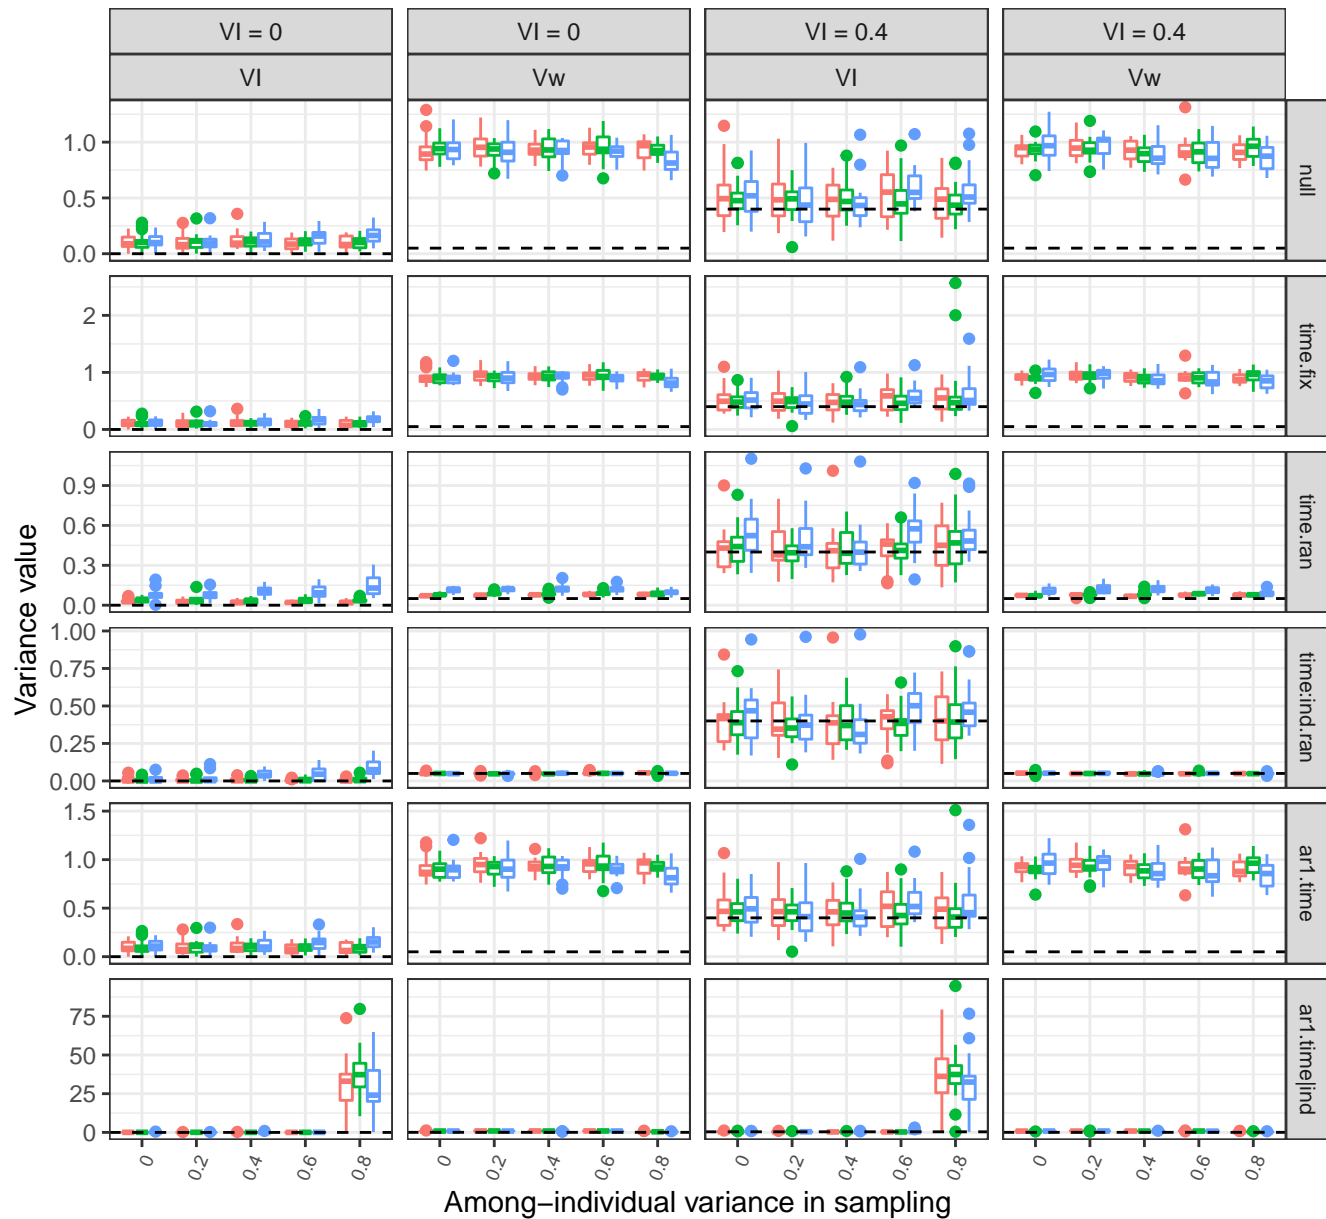 VI = 0 VI = 0 VI = 0.4 VI = 0.4
VI Vw VI Vw
1.0
0.5
0.0
null
2
1
0
time.fix
0.9
0.6
0.3
0.0
time.ran
1.00
0.75
0.50
0.25
0.00
time:ind.ran
1.5
1.0
0.5
0.0
ar1.time
75
50
25
0
ar1.time|ind
Variance value
0 0.2 0.4 0.6 0.8 0 0.2 0.4 0.6 0.8 0 0.2 0.4 0.6 0.8 0 0.2 0.4 0.6 0.8
Among−individual variance in sampling